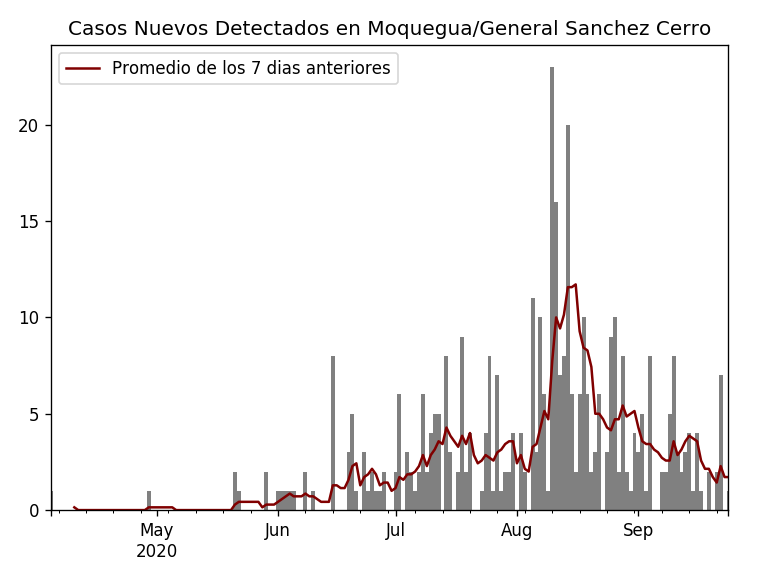 Casos Nuevos Detectados en Moquegua/General Sanchez Cerro
Promedio de los 7 dias anteriores
20
15
10
5
0
May Jun Jul Aug Sep
2020